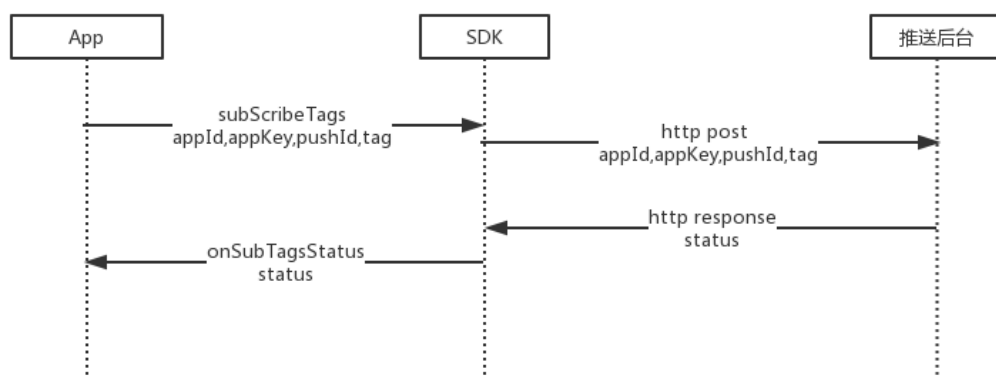 App
SDK
推送后台
subScribeTags
appId,appKey,pushId,tag
http post
appId,appKey,pushId,tag
http response
status
onSubTagsStatus
status